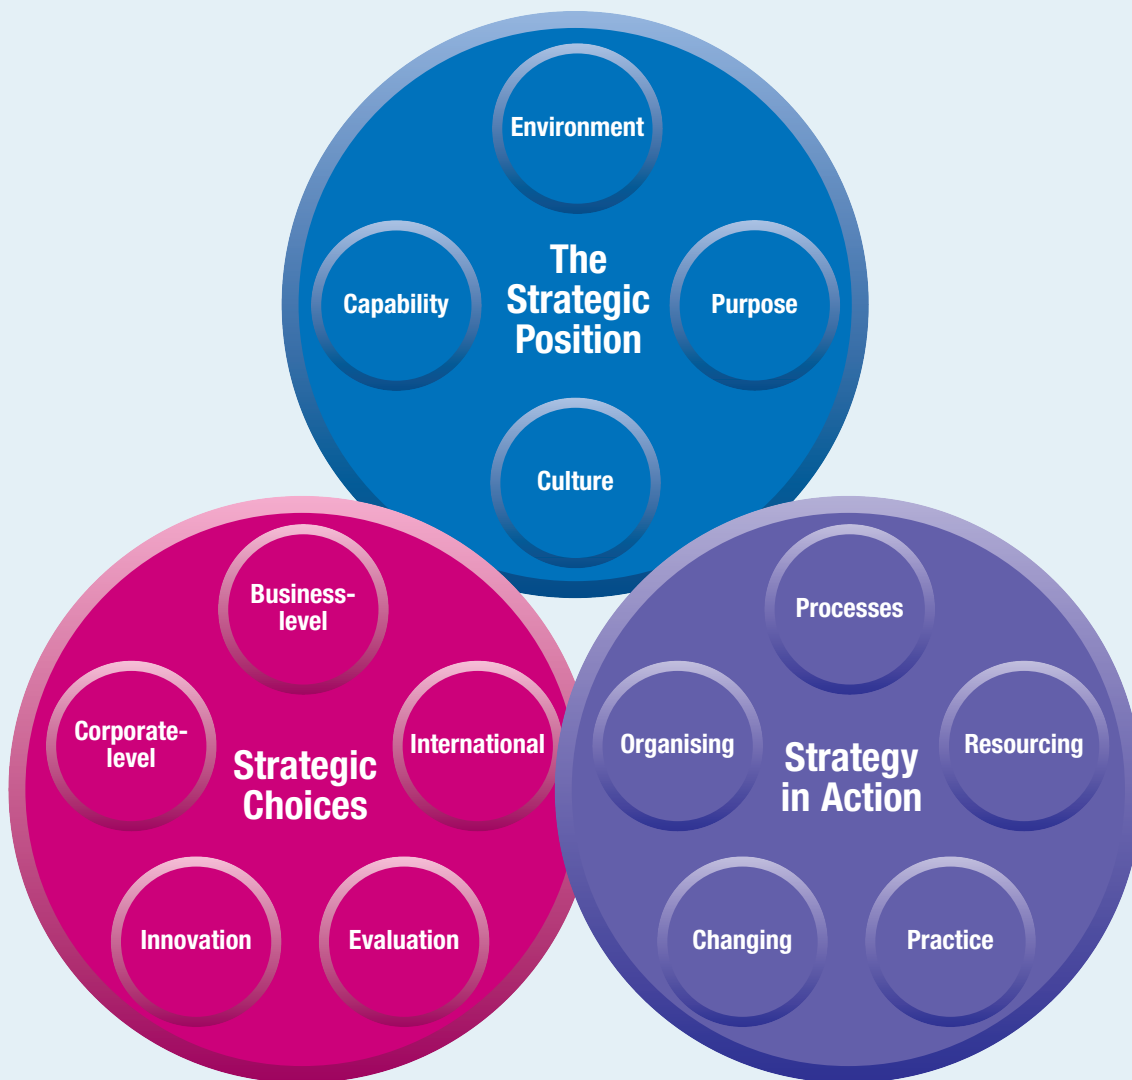 Environment
Capability
The
Strategic
Position
Purpose
Culture
Business-
level
Corporate-
level
Strategic
Choices
International
Innovation
Evaluation
Processes
Organising
Strategy
in Action
Resourcing
Changing
Practice